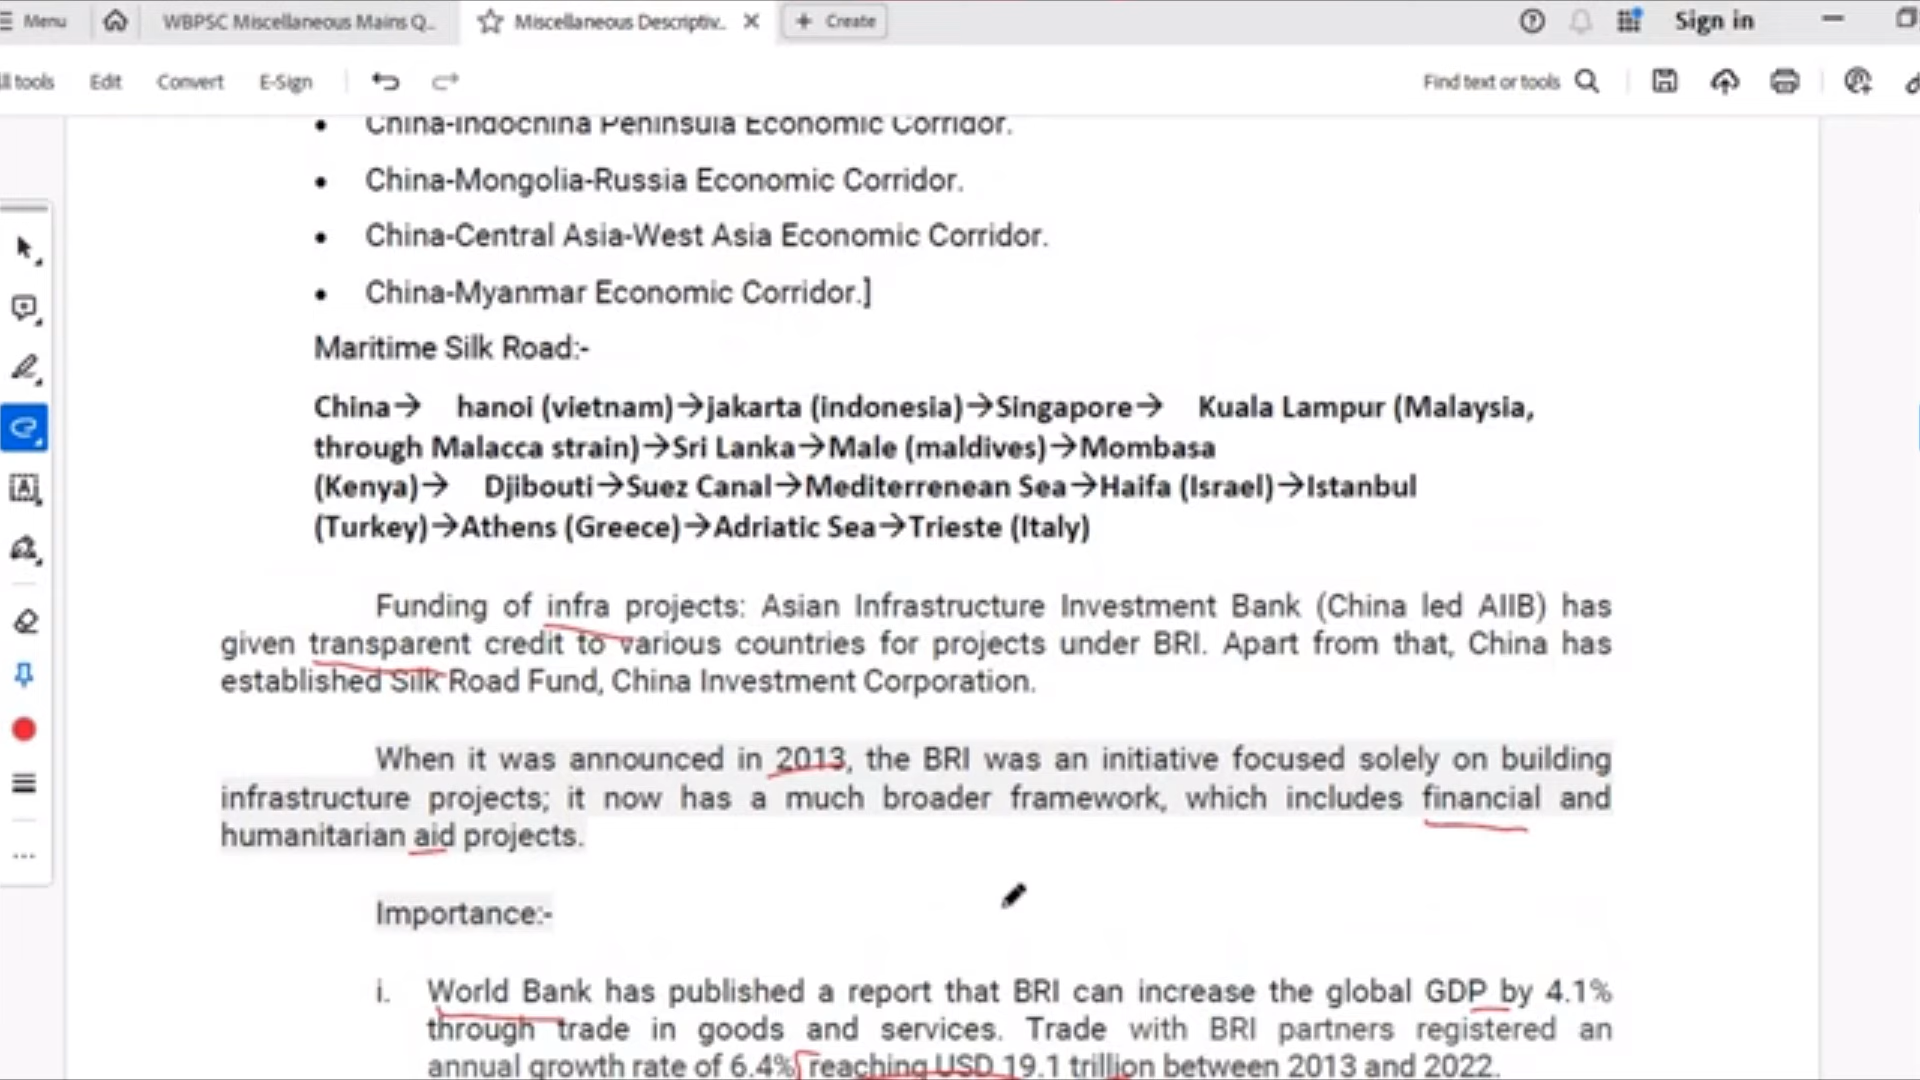 Menu
WBPSC Miscellaneous Mains Q..
Miscellaneous Descriptiv..
Create
Sign in
ll tools
Edit
Convert
E-Sign
Find text or tools
China-Indochina Peninsula Economic Corridor.
China-Mongolia-Russia Economic Corridor.
China-Central Asia-West Asia Economic Corridor.
China-Myanmar Economic Corridor.]
Maritime Silk Road:-
China→ hanoi (vietnam)→jakarta (indonesia)→Singapore→ Kuala Lampur (Malaysia,
through Malacca strain)→Sri Lanka→Male (maldives)→Mombasa
(Kenya)→ Djibouti→Suez Canal→Mediterrenean Sea→Haifa (Israel)→Istanbul
(Turkey)→Athens (Greece)→Adriatic Sea→Trieste (Italy)
Funding of infra projects: Asian Infrastructure Investment Bank (China led AIIB) has
given transparent credit to various countries for projects under BRI. Apart from that, China has
established Silk Road Fund, China Investment Corporation.
When it was announced in 2013, the BRI was an initiative focused solely on building
infrastructure projects; it now has a much broader framework, which includes financial and
humanitarian aid projects.
Importance:-
i. World Bank has published a report that BRI can increase the global GDP by 4.1%
through trade in goods and services. Trade with BRI partners registered an
annual growth rate of 6.4% reaching USD 19.1 trillion between 2013 and 2022.